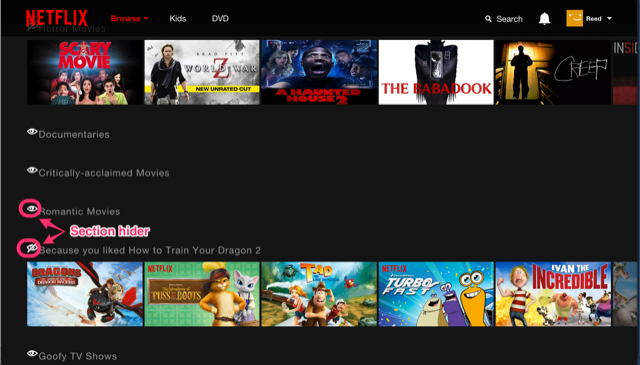 NETFLIX Browse Kids DVD Search Reed
Horror Movies
SCARY MOVIE
BRAD PITT
WORLD WAR Z
NEW UNRATED CUT
A HAUNTED HOUSE 2
THE BABADOOK
CREEP
INSI
Documentaries
Critically-acclaimed Movies
Romantic Movies
Section hider
Because you liked How to Train Your Dragon 2
DRAGONS
NETFLIX
The Adventures of
PUSS IN BOOTS
TAD
NETFLIX
TURBO FAST
IVAN THE INCREDIBLE
Goofy TV Shows